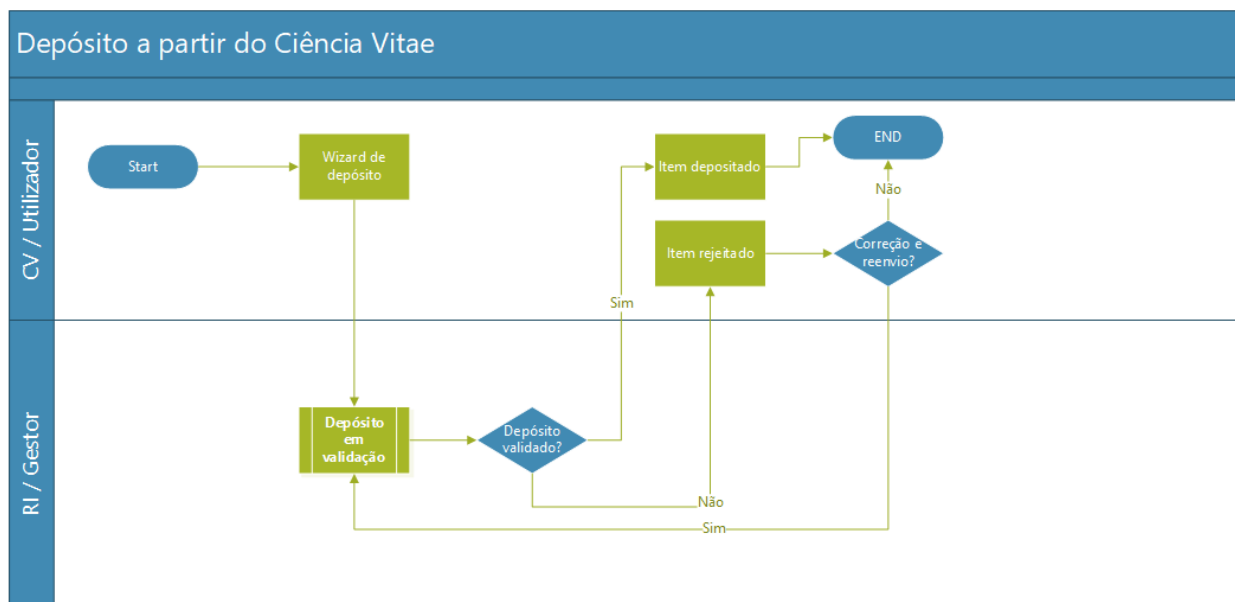 Depósito a partir do Ciência Vitae
CV / Utilizador
Start
Wizard de
depósito
Item depositado
END
Não
Item rejeitado
Correção e
reenvio?
Sim
RI / Gestor
Depósito
em
validação
Depósito
validado?
Não
Sim